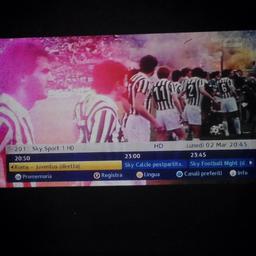 201 Sky Sport 1 HD HD Lunedì 02 Mar 20:45
20:50 23:00 23:45
Roma - Juventus (diretta) Sky Calcio postpartita Sky Football Night (d
Promemoria R Registra Lingua Canali preferiti i Info